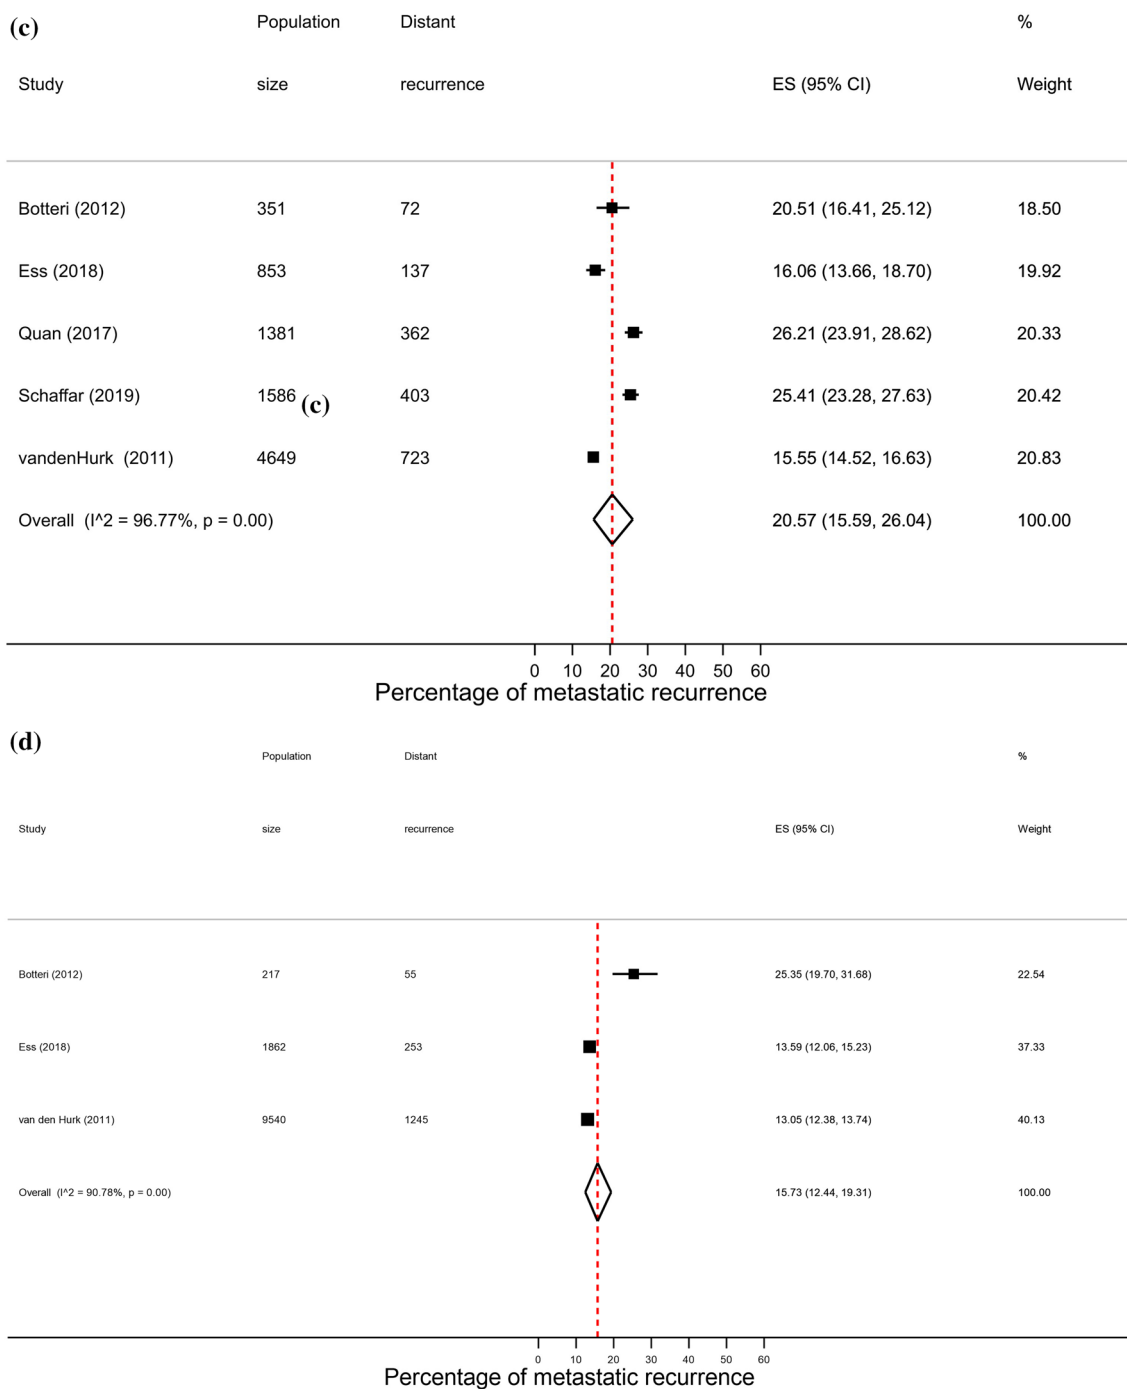 (c)
Population Distant %
Study size recurrence ES (95% CI) Weight
Botteri (2012) 351 72 20.51 (16.41, 25.12) 18.50
Ess (2018) 853 137 16.06 (13.66, 18.70) 19.92
Quan (2017) 1381 362 26.21 (23.91, 28.62) 20.33
Schaffar (2019) 1586 (c) 403 25.41 (23.28, 27.63) 20.42
vandenHurk (2011) 4649 723 15.55 (14.52, 16.63) 20.83
Overall (I^2 = 96.77%, p = 0.00) 20.57 (15.59, 26.04) 100.00
0 10 20 30 40 50 60
Percentage of metastatic recurrence
(d)
Population Distant %
Study size recurrence ES (95% CI) Weight
Botteri (2012) 217 55 25.35 (19.70, 31.68) 22.54
Ess (2018) 1862 253 13.59 (12.06, 15.23) 37.33
van den Hurk (2011) 9540 1245 13.05 (12.38, 13.74) 40.13
Overall (I^2 = 90.78%, p = 0.00) 15.73 (12.44, 19.31) 100.00
0 10 20 30 40 50 60
Percentage of metastatic recurrence